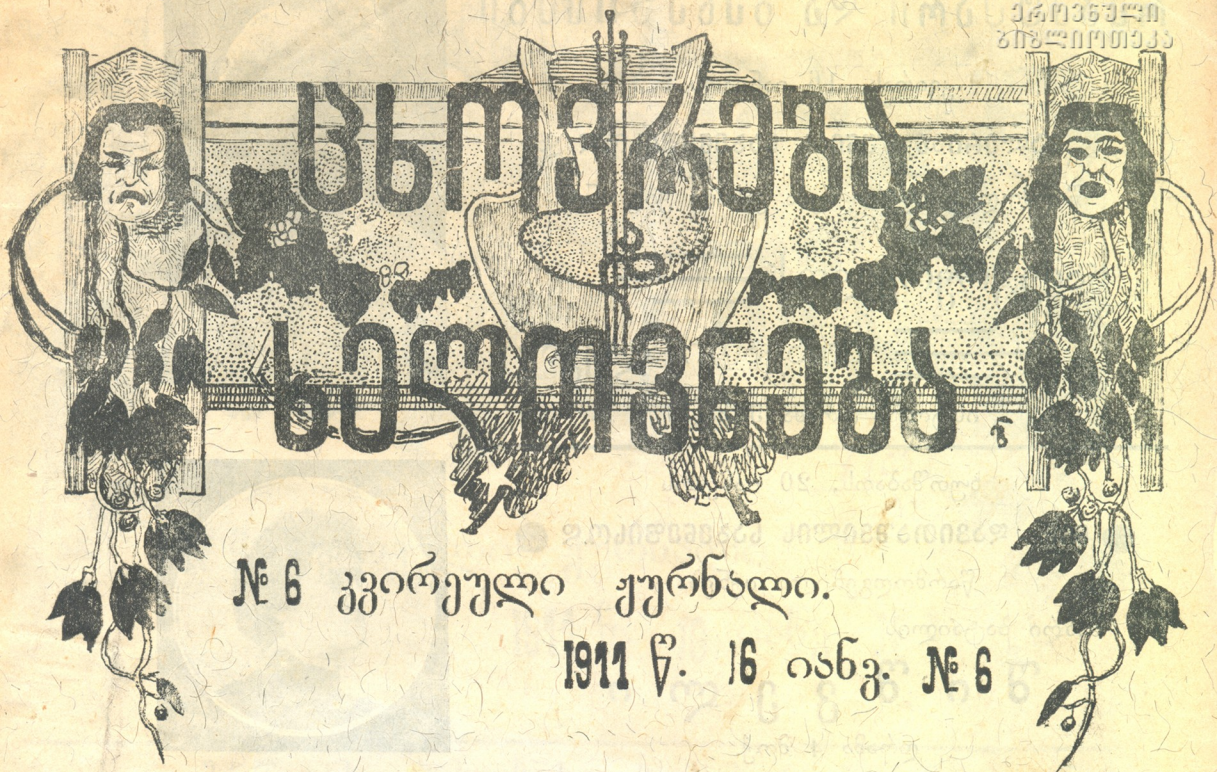 ეროვნული
ბიბლიოთეკა
ცხოვრება
და
ხელოვნება
№ 6 კვირეული ჟურნალი.
1911 წ. 16 იანვ. № 6